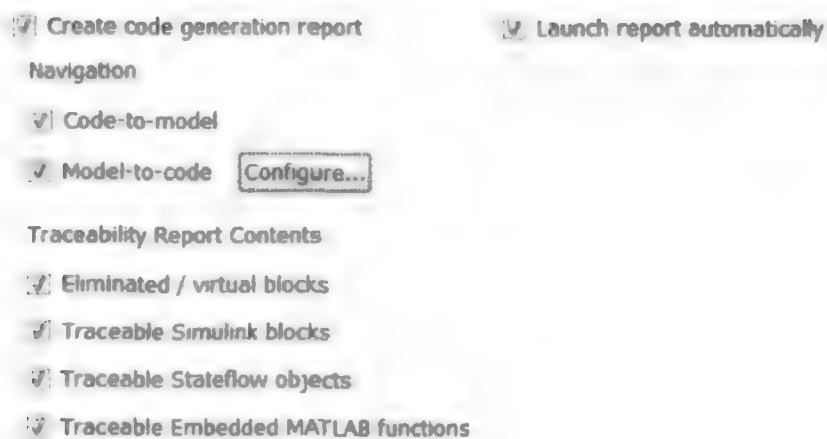 Create code generation report
Launch report automatically
Navigation
Code-to-model
Model-to-code
Configure...
Traceability Report Contents
Eliminated / virtual blocks
Traceable Simulink blocks
Traceable Stateflow objects
Traceable Embedded MATLAB functions